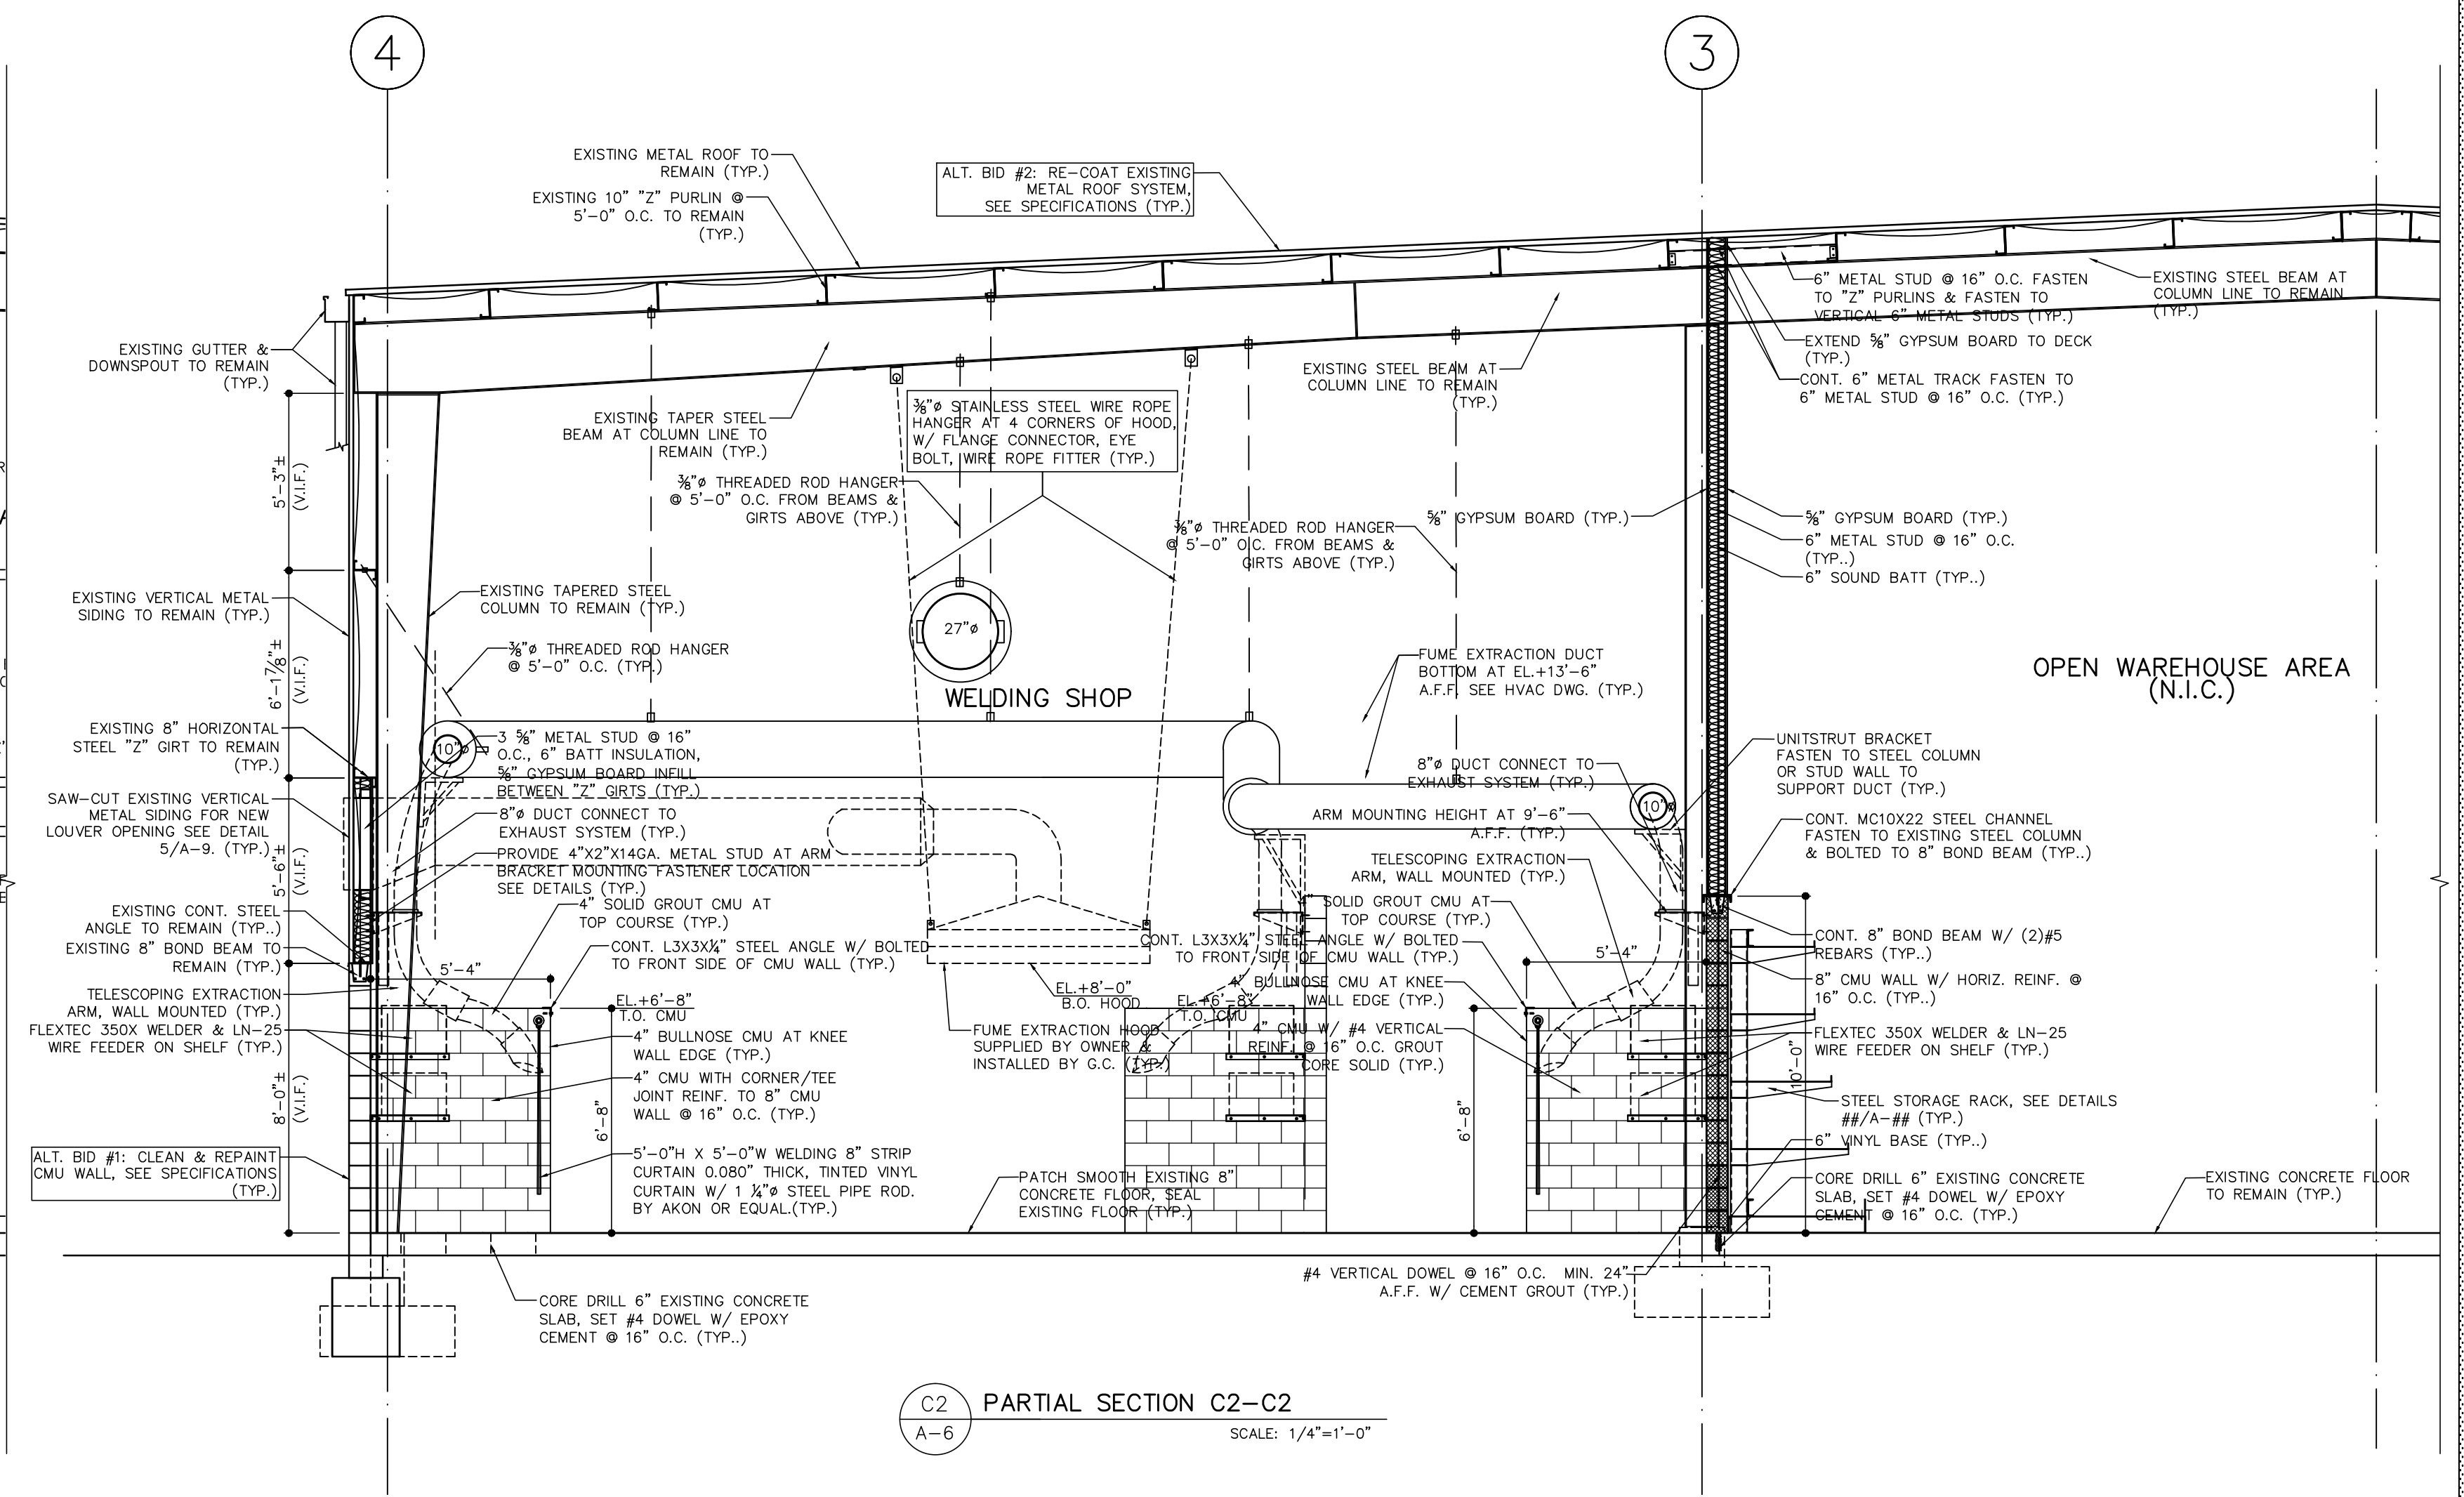 4
3
EXISTING METAL ROOF TO
REMAIN (TYP.)
EXISTING 10" "Z" PURLIN @
5'-0" O.C. TO REMAIN
(TYP.)
ALT. BID #2: RE-COAT EXISTING
METAL ROOF SYSTEM,
SEE SPECIFICATIONS (TYP.)
EXISTING GUTTER &
DOWNSPOUT TO REMAIN
(TYP.)
EXISTING TAPER STEEL
BEAM AT COLUMN LINE TO
REMAIN (TYP.)
⅜"ø STAINLESS STEEL WIRE ROPE
HANGER AT 4 CORNERS OF HOOD,
W/ FLANGE CONNECTOR, EYE
BOLT, WIRE ROPE FITTER (TYP.)
EXISTING STEEL BEAM AT
COLUMN LINE TO REMAIN
(TYP.)
6" METAL STUD @ 16" O.C. FASTEN
TO "Z" PURLINS & FASTEN TO
VERTICAL 6" METAL STUDS (TYP.)
EXTEND ⅝" GYPSUM BOARD TO DECK
(TYP.)
CONT. 6" METAL TRACK FASTEN TO
6" METAL STUD @ 16" O.C. (TYP.)
EXISTING STEEL BEAM AT
COLUMN LINE TO REMAIN
(TYP.)
5'-3"±
(V.I.F.)
⅜"ø THREADED ROD HANGER
@ 5'-0" O.C. FROM BEAMS &
GIRTS ABOVE (TYP.)
⅜"ø THREADED ROD HANGER
@ 5'-0" O.C. FROM BEAMS &
GIRTS ABOVE (TYP.)
⅝" GYPSUM BOARD (TYP.)
⅝" GYPSUM BOARD (TYP.)
6" METAL STUD @ 16" O.C.
(TYP..)
6" SOUND BATT (TYP..)
EXISTING VERTICAL METAL
SIDING TO REMAIN (TYP.)
EXISTING TAPERED STEEL
COLUMN TO REMAIN (TYP.)
27"ø
⅜"ø THREADED ROD HANGER
@ 5'-0" O.C. (TYP.)
6'-1⅞"±
(V.I.F.)
WELDING SHOP
FUME EXTRACTION DUCT
BOTTOM AT EL.+13'-6"
A.F.F. SEE HVAC DWG. (TYP.)
OPEN WAREHOUSE AREA
(N.I.C.)
EXISTING 8" HORIZONTAL
STEEL "Z" GIRT TO REMAIN
(TYP.)
10"ø
3 ⅝" METAL STUD @ 16"
O.C., 6" BATT INSULATION,
⅝" GYPSUM BOARD INFILL
BETWEEN "Z" GIRTS (TYP.)
8"ø DUCT CONNECT TO
EXHAUST SYSTEM (TYP.)
10"ø
UNITSTRUT BRACKET
FASTEN TO STEEL COLUMN
OR STUD WALL TO
SUPPORT DUCT (TYP.)
SAW-CUT EXISTING VERTICAL
METAL SIDING FOR NEW
LOUVER OPENING SEE DETAIL
5/A-9. (TYP.)
5'-6"±
(V.I.F.)
8"ø DUCT CONNECT TO
EXHAUST SYSTEM (TYP.)
PROVIDE 4"X2"X14GA. METAL STUD AT ARM
BRACKET MOUNTING FASTENER LOCATION
SEE DETAILS (TYP.)
ARM MOUNTING HEIGHT AT 9'-6"
A.F.F. (TYP.)
CONT. MC10X22 STEEL CHANNEL
FASTEN TO EXISTING STEEL COLUMN
& BOLTED TO 8" BOND BEAM (TYP..)
TELESCOPING EXTRACTION
ARM, WALL MOUNTED (TYP.)
EXISTING CONT. STEEL
ANGLE TO REMAIN (TYP..)
EXISTING 8" BOND BEAM TO
REMAIN (TYP.)
4" SOLID GROUT CMU AT
TOP COURSE (TYP.)
CONT. L3X3X¼" STEEL ANGLE W/ BOLTED
TO FRONT SIDE OF CMU WALL (TYP.)
4" SOLID GROUT CMU AT
TOP COURSE (TYP.)
CONT. L3X3X¼" STEEL ANGLE W/ BOLTED
TO FRONT SIDE OF CMU WALL (TYP.)
5'-4"
5'-4"
CONT. 8" BOND BEAM W/ (2)#5
REBARS (TYP..)
8" CMU WALL W/ HORIZ. REINF. @
16" O.C. (TYP..)
TELESCOPING EXTRACTION
ARM, WALL MOUNTED (TYP.)
FLEXTEC 350X WELDER & LN-25
WIRE FEEDER ON SHELF (TYP.)
EL.+6'-8"
T.O. CMU
EL.+8'-0"
B.O. HOOD
EL.+6'-8"
T.O. CMU
4" BULLNOSE CMU AT KNEE
WALL EDGE (TYP.)
4" BULLNOSE CMU AT KNEE
WALL EDGE (TYP.)
FUME EXTRACTION HOOD
SUPPLIED BY OWNER &
INSTALLED BY G.C. (TYP.)
4" CMU W/ #4 VERTICAL
REINF. @ 16" O.C. GROUT
CORE SOLID (TYP.)
FLEXTEC 350X WELDER & LN-25
WIRE FEEDER ON SHELF (TYP.)
8'-0"±
(V.I.F.)
4" CMU WITH CORNER/TEE
JOINT REINF. TO 8" CMU
WALL @ 16" O.C. (TYP.)
6'-8"
6'-8"
10'-0"
STEEL STORAGE RACK, SEE DETAILS
##/A-## (TYP.)
6" VINYL BASE (TYP..)
ALT. BID #1: CLEAN & REPAINT
CMU WALL, SEE SPECIFICATIONS
(TYP.)
5'-0"H X 5'-0"W WELDING 8" STRIP
CURTAIN 0.080" THICK, TINTED VINYL
CURTAIN W/ 1 ¼"ø STEEL PIPE ROD.
BY AKON OR EQUAL.(TYP.)
PATCH SMOOTH EXISTING 8"
CONCRETE FLOOR, SEAL
EXISTING FLOOR (TYP.)
CORE DRILL 6" EXISTING CONCRETE
SLAB, SET #4 DOWEL W/ EPOXY
CEMENT @ 16" O.C. (TYP.)
EXISTING CONCRETE FLOOR
TO REMAIN (TYP.)
#4 VERTICAL DOWEL @ 16" O.C. MIN. 24"
A.F.F. W/ CEMENT GROUT (TYP.)
CORE DRILL 6" EXISTING CONCRETE
SLAB, SET #4 DOWEL W/ EPOXY
CEMENT @ 16" O.C. (TYP..)
C2
A-6
PARTIAL SECTION C2-C2
SCALE: 1/4"=1'-0"